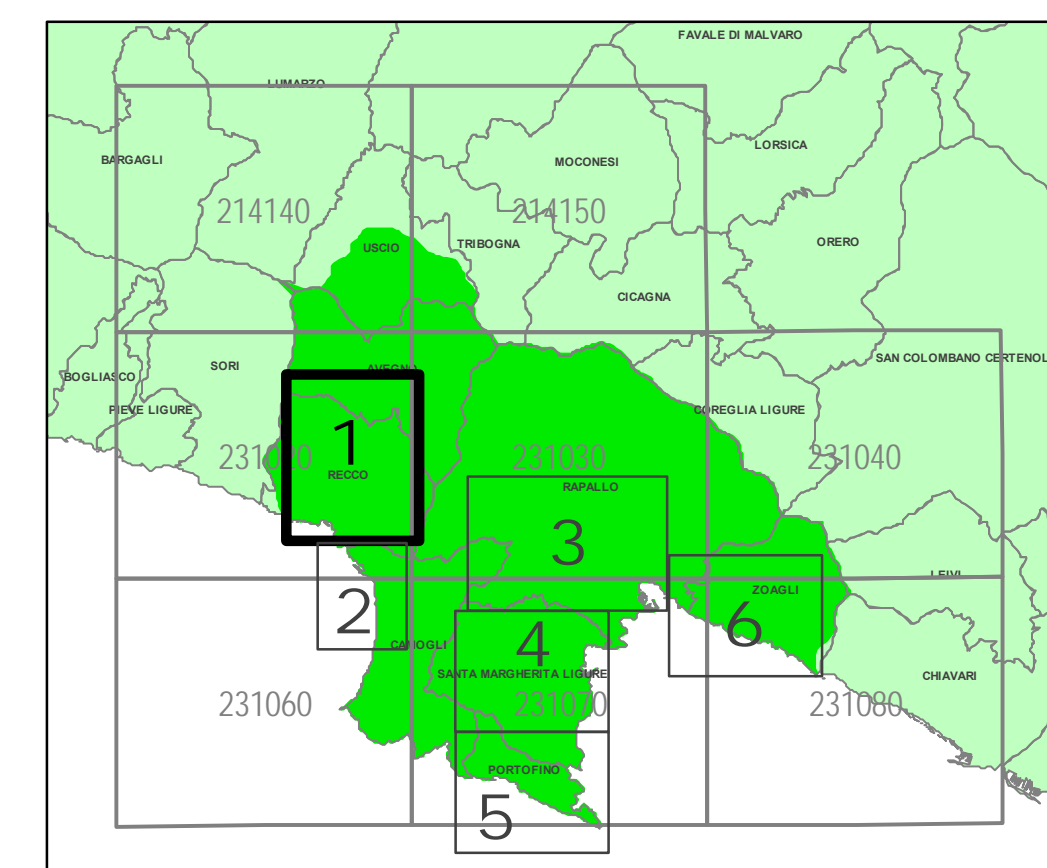 FAVALE DI MALVARO
LUMARZO
BARGAGLI
MOCONESI
LORSICA
214140
214150
USCIO
TRIBOGNA
ORERO
CICAGNA
SORI
AVEGNO
SAN COLOMBANO CERTENOL
BOGLIASCO
PIEVE LIGURE
COREGLIA LIGURE
1
231020
231030
231040
RECCO
RAPALLO
3
LEIVI
ZOAGLI
2
6
4
CAMOGLI
SANTA MARGHERITA LIGURE
CHIAVARI
231060
231070
231080
PORTOFINO
5